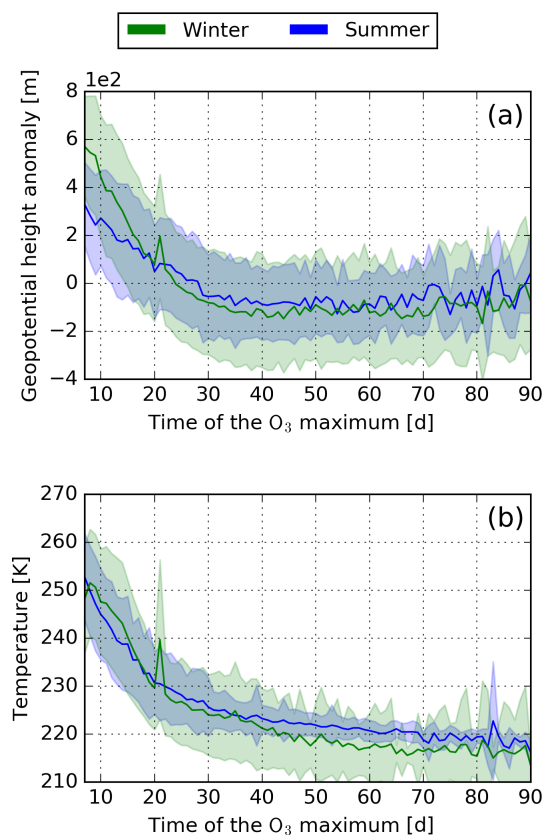 Winter Summer
1e2
(a)
Geopotential height anomaly [m]
8
6
4
2
0
−2
−4
10 20 30 40 50 60 70 80 90
Time of the O₃ maximum [d]
(b)
Temperature [K]
270
260
250
240
230
220
210
10 20 30 40 50 60 70 80 90
Time of the O₃ maximum [d]